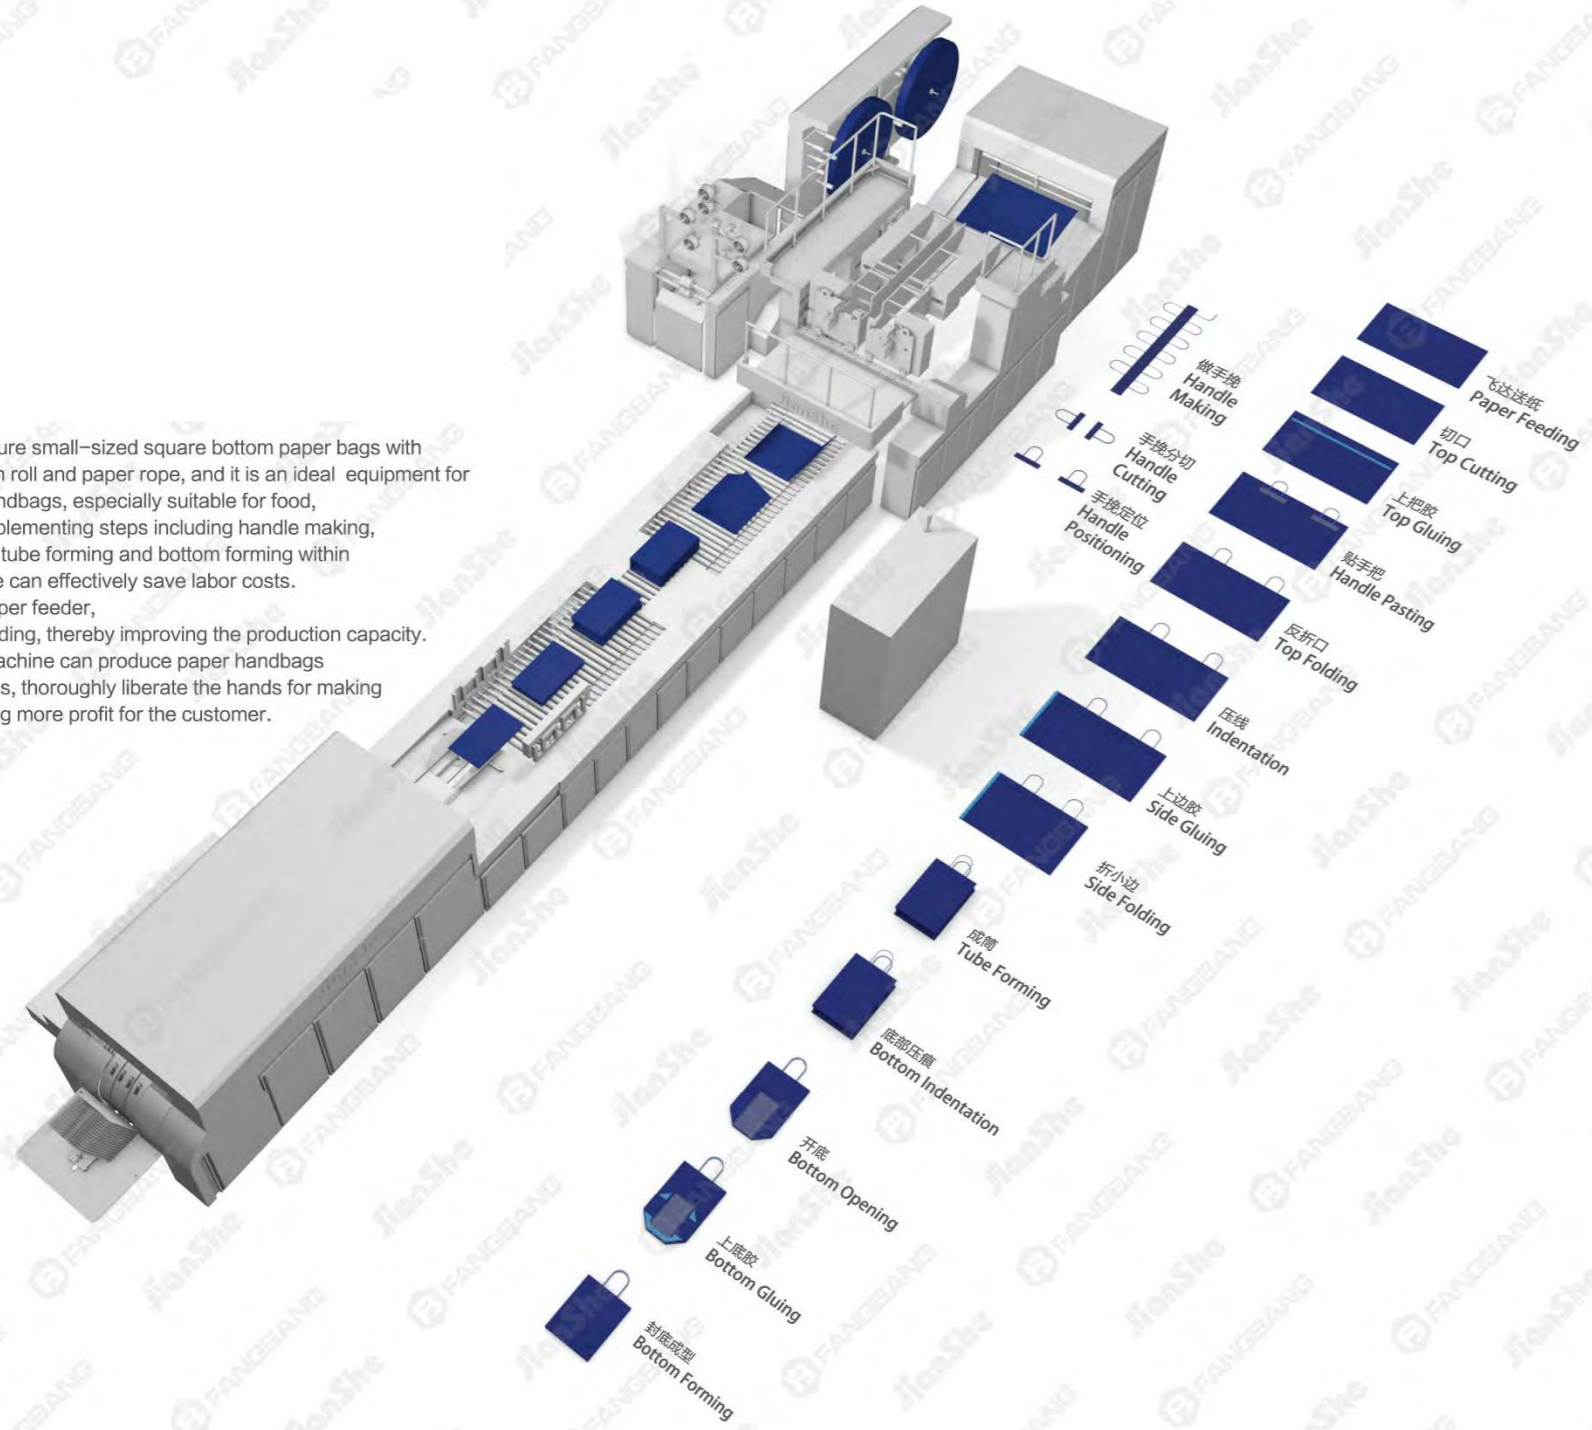 ure small-sized square bottom paper bags with
roll and paper rope, and it is an ideal equipment for
ndbags, especially suitable for food,
plementing steps including handle making,
tube forming and bottom forming within
e can effectively save labor costs.
per feeder,
ding, thereby improving the production capacity.
achine can produce paper handbags
s, thoroughly liberate the hands for making
g more profit for the customer.
JianShe
飞达送纸
Paper Feeding
切口
Top Cutting
上把胶
Top Gluing
贴手把
Handle Pasting
反折口
Top Folding
压线
Indentation
上边胶
Side Gluing
折小边
Side Folding
做手挽
Handle
Making
手挽分切
Handle
Cutting
手挽定位
Handle
Positioning
成筒
Tube Forming
底部压痕
Bottom Indentation
开底
Bottom Opening
上底胶
Bottom Gluing
封底成型
Bottom Forming
FANGBANG
JianShe